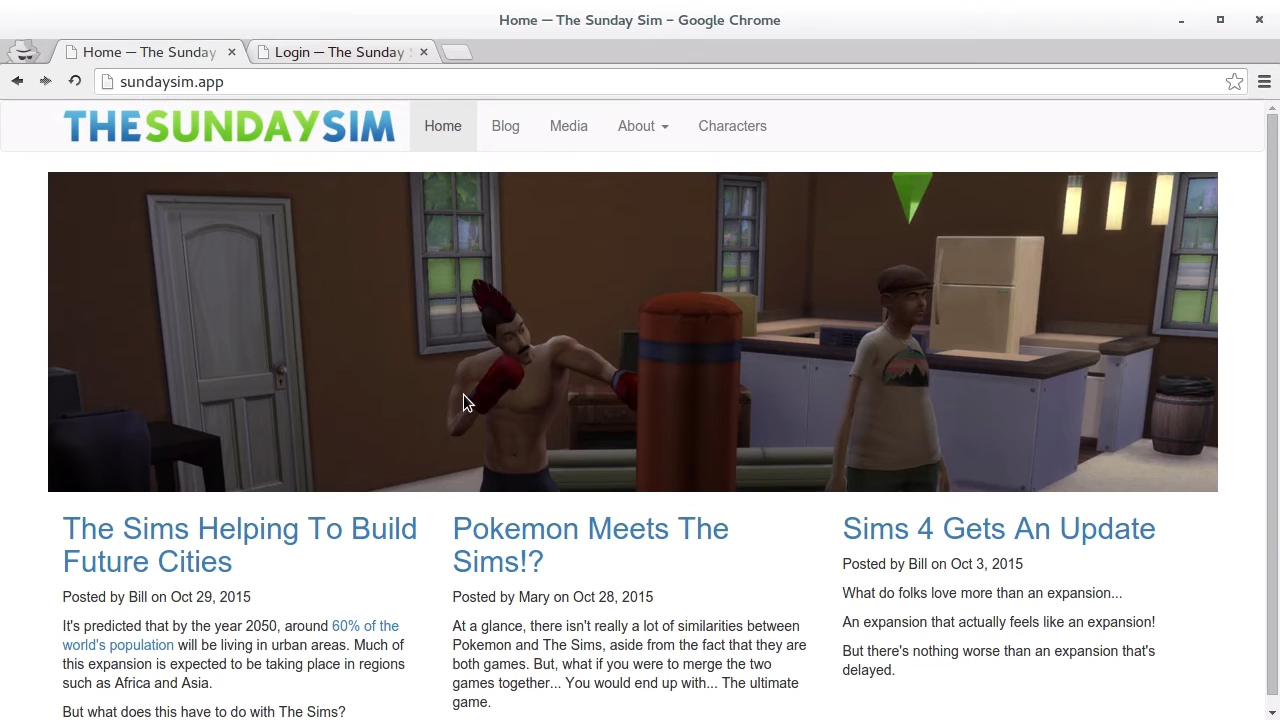 Home — The Sunday Sim – Google Chrome
Home — The Sunday
Login — The Sunday
sundaysim.app
THESUNDAYSIM
Home
Blog
Media
About
Characters
The Sims Helping To Build
Future Cities
Posted by Bill on Oct 29, 2015
It's predicted that by the year 2050, around 60% of the
world's population will be living in urban areas. Much of
this expansion is expected to be taking place in regions
such as Africa and Asia.
But what does this have to do with The Sims?
Pokemon Meets The
Sims!?
Posted by Mary on Oct 28, 2015
At a glance, there isn't really a lot of similarities between
Pokemon and The Sims, aside from the fact that they are
both games. But, what if you were to merge the two
games together... You would end up with... The ultimate
game.
Sims 4 Gets An Update
Posted by Bill on Oct 3, 2015
What do folks love more than an expansion...
An expansion that actually feels like an expansion!
But there's nothing worse than an expansion that's
delayed.